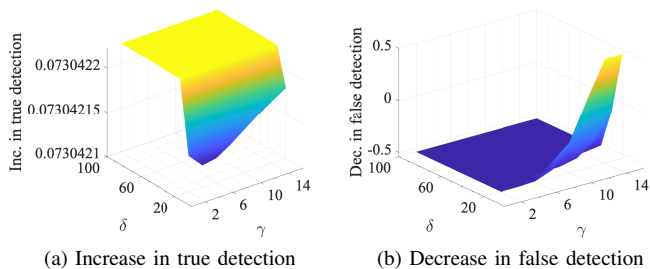 Inc. in true detection
0.0730422
0.07304215
0.0730421
100
60
20
δ
2
6
10
14
γ
(a) Increase in true detection
Dec. in false detection
0.5
0
-0.5
100
60
20
δ
2
6
10
14
γ
(b) Decrease in false detection